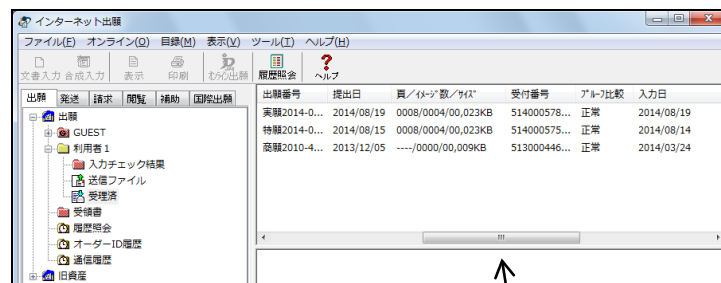 インターネット出願
ファイル(F) オンライン(O) 目録(M) 表示(V) ツール(T) ヘルプ(H)
文書入力 合成入力 表示 印刷 わらび出願 履歴照会 ヘルプ
出願 発送 請求 閲覧 補助 国際出願
出願
GUEST
利用者1
入力チェック結果
送信ファイル
受理済
受領書
履歴照会
オーダーID履歴
通信履歴
旧資産
出願番号 提出日 頁/イメージ数/サイズ 受付番号 プルーフ比較 入力日
実願2014-0... 2014/08/19 0008/0004/00,023KB 514000578... 正常 2014/08/19
特願2014-0... 2014/08/15 0008/0004/00,023KB 514000575... 正常 2014/08/14
商願2010-4... 2013/12/05 ----/0000/00,009KB 513000446... 正常 2014/03/24